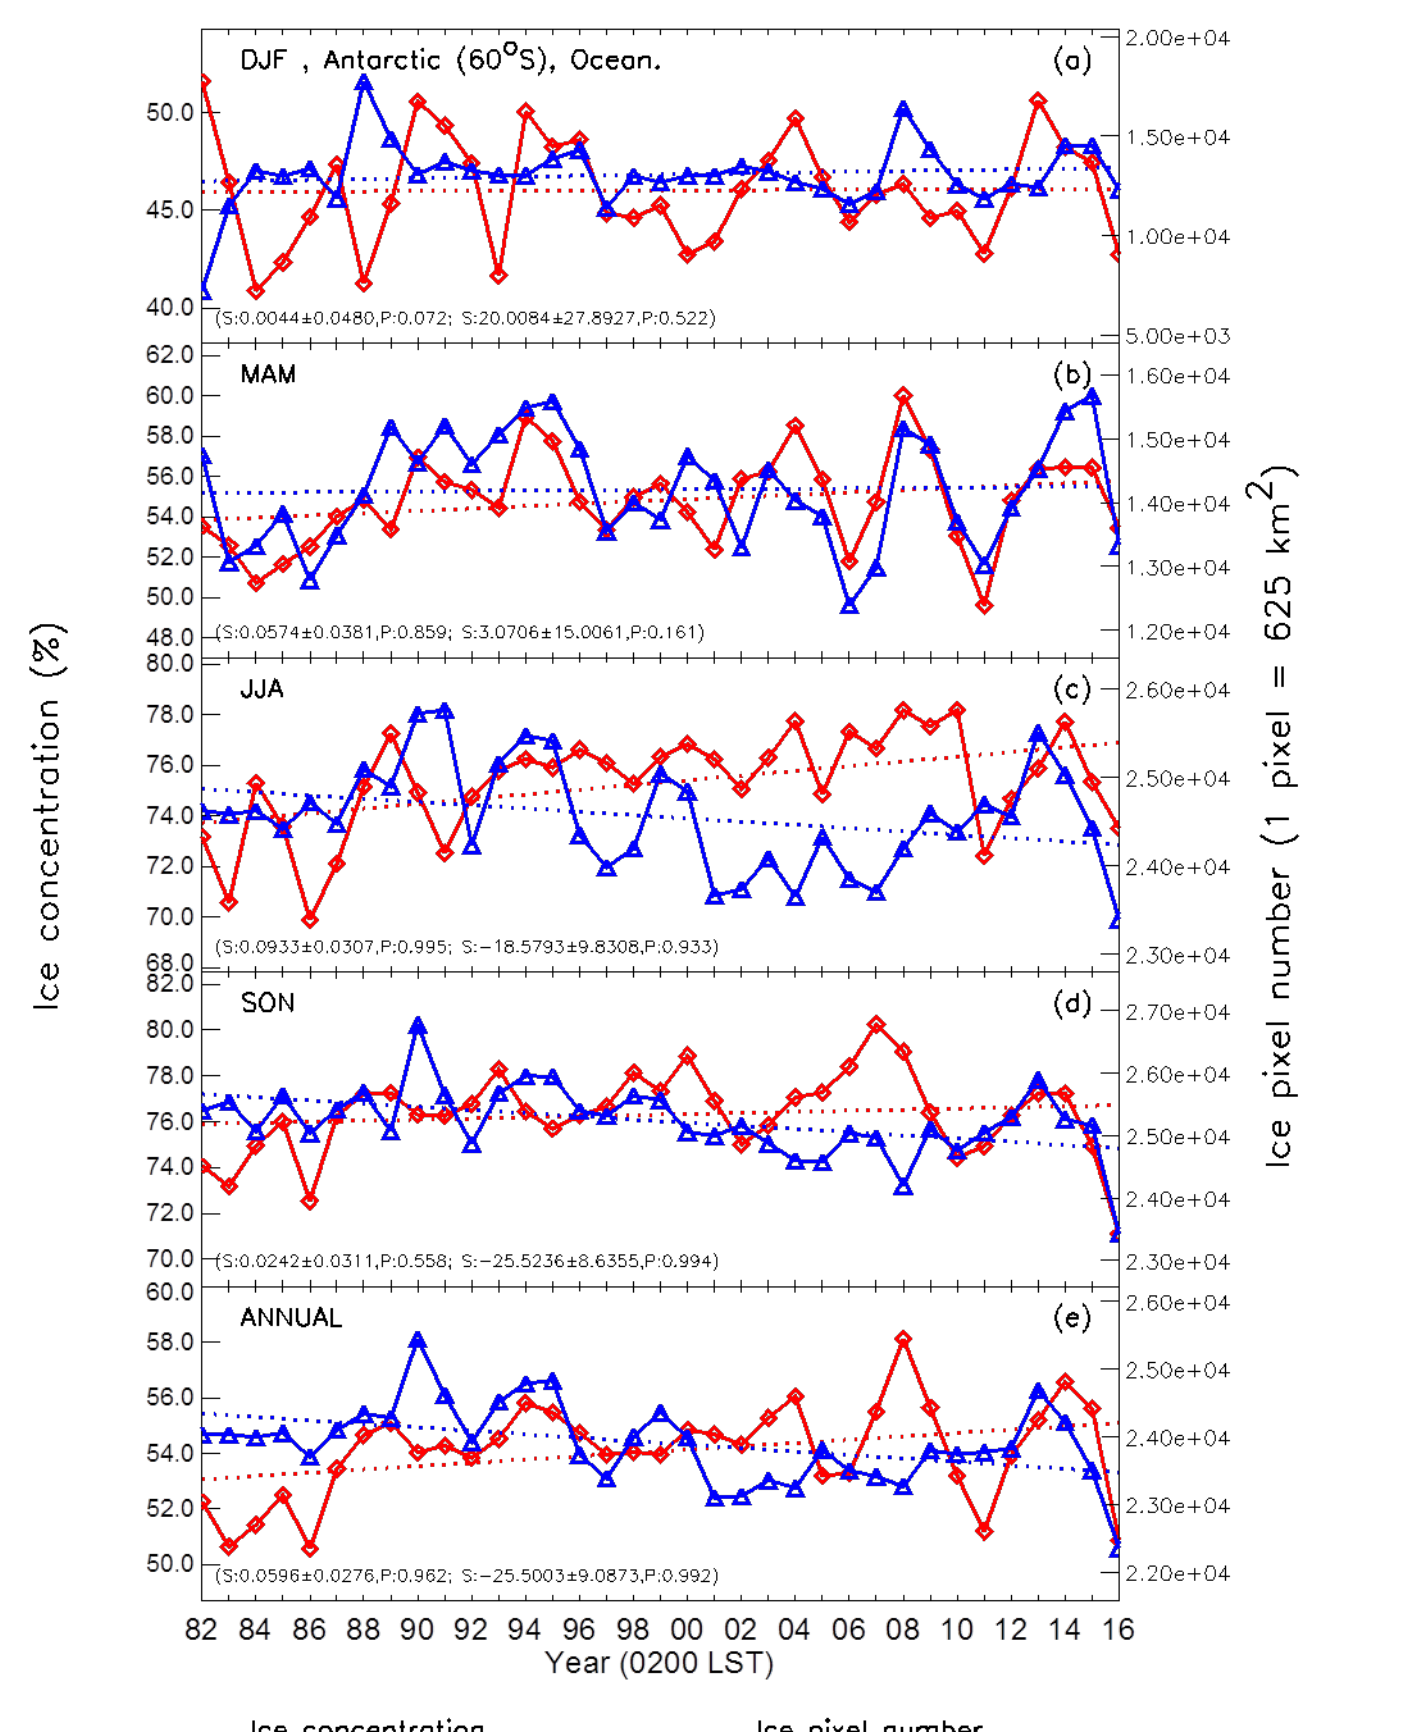 DJF , Antarctic (60°S), Ocean.
(a)
50.0
45.0
40.0
2.00e+04
1.50e+04
1.00e+04
5.00e+03
(S:0.0044±0.0480,P:0.072; S:20.0084±27.8927,P:0.522)
MAM
(b)
62.0
60.0
58.0
56.0
54.0
52.0
50.0
48.0
1.60e+04
1.50e+04
1.40e+04
1.30e+04
1.20e+04
(S:0.0574±0.0381,P:0.859; S:3.0706±15.0061,P:0.161)
JJA
(c)
80.0
78.0
76.0
74.0
72.0
70.0
68.0
2.60e+04
2.50e+04
2.40e+04
2.30e+04
(S:0.0933±0.0307,P:0.995; S:-18.5793±9.8308,P:0.933)
SON
(d)
82.0
80.0
78.0
76.0
74.0
72.0
70.0
2.70e+04
2.60e+04
2.50e+04
2.40e+04
2.30e+04
(S:0.0242±0.0311,P:0.558; S:-25.5236±8.6355,P:0.994)
ANNUAL
(e)
60.0
58.0
56.0
54.0
52.0
50.0
2.60e+04
2.50e+04
2.40e+04
2.30e+04
2.20e+04
(S:0.0596±0.0276,P:0.962; S:-25.5003±9.0873,P:0.992)
82 84 86 88 90 92 94 96 98 00 02 04 06 08 10 12 14 16
Year (0200 LST)
Ice concentration (%)
Ice pixel number (1 pixel = 625 km²)
Ice concentration
Ice pixel number